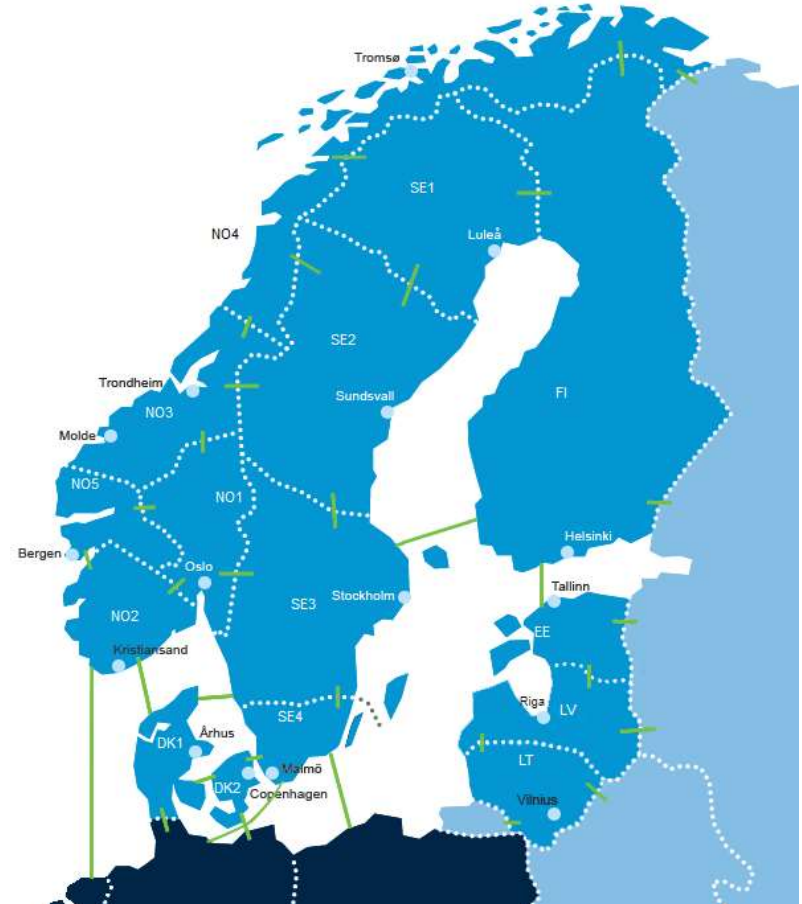 Tromsø
SE1
NO4
Luleå
SE2
Trondheim
NO3
Sundsvall
FI
Molde
NO5
NO1
Bergen
Oslo
Helsinki
Stockholm
Tallinn
SE3
NO2
EE
Kristiansand
Riga
LV
SE4
Århus
DK1
LT
Malmö
DK2
Copenhagen
Vilnius